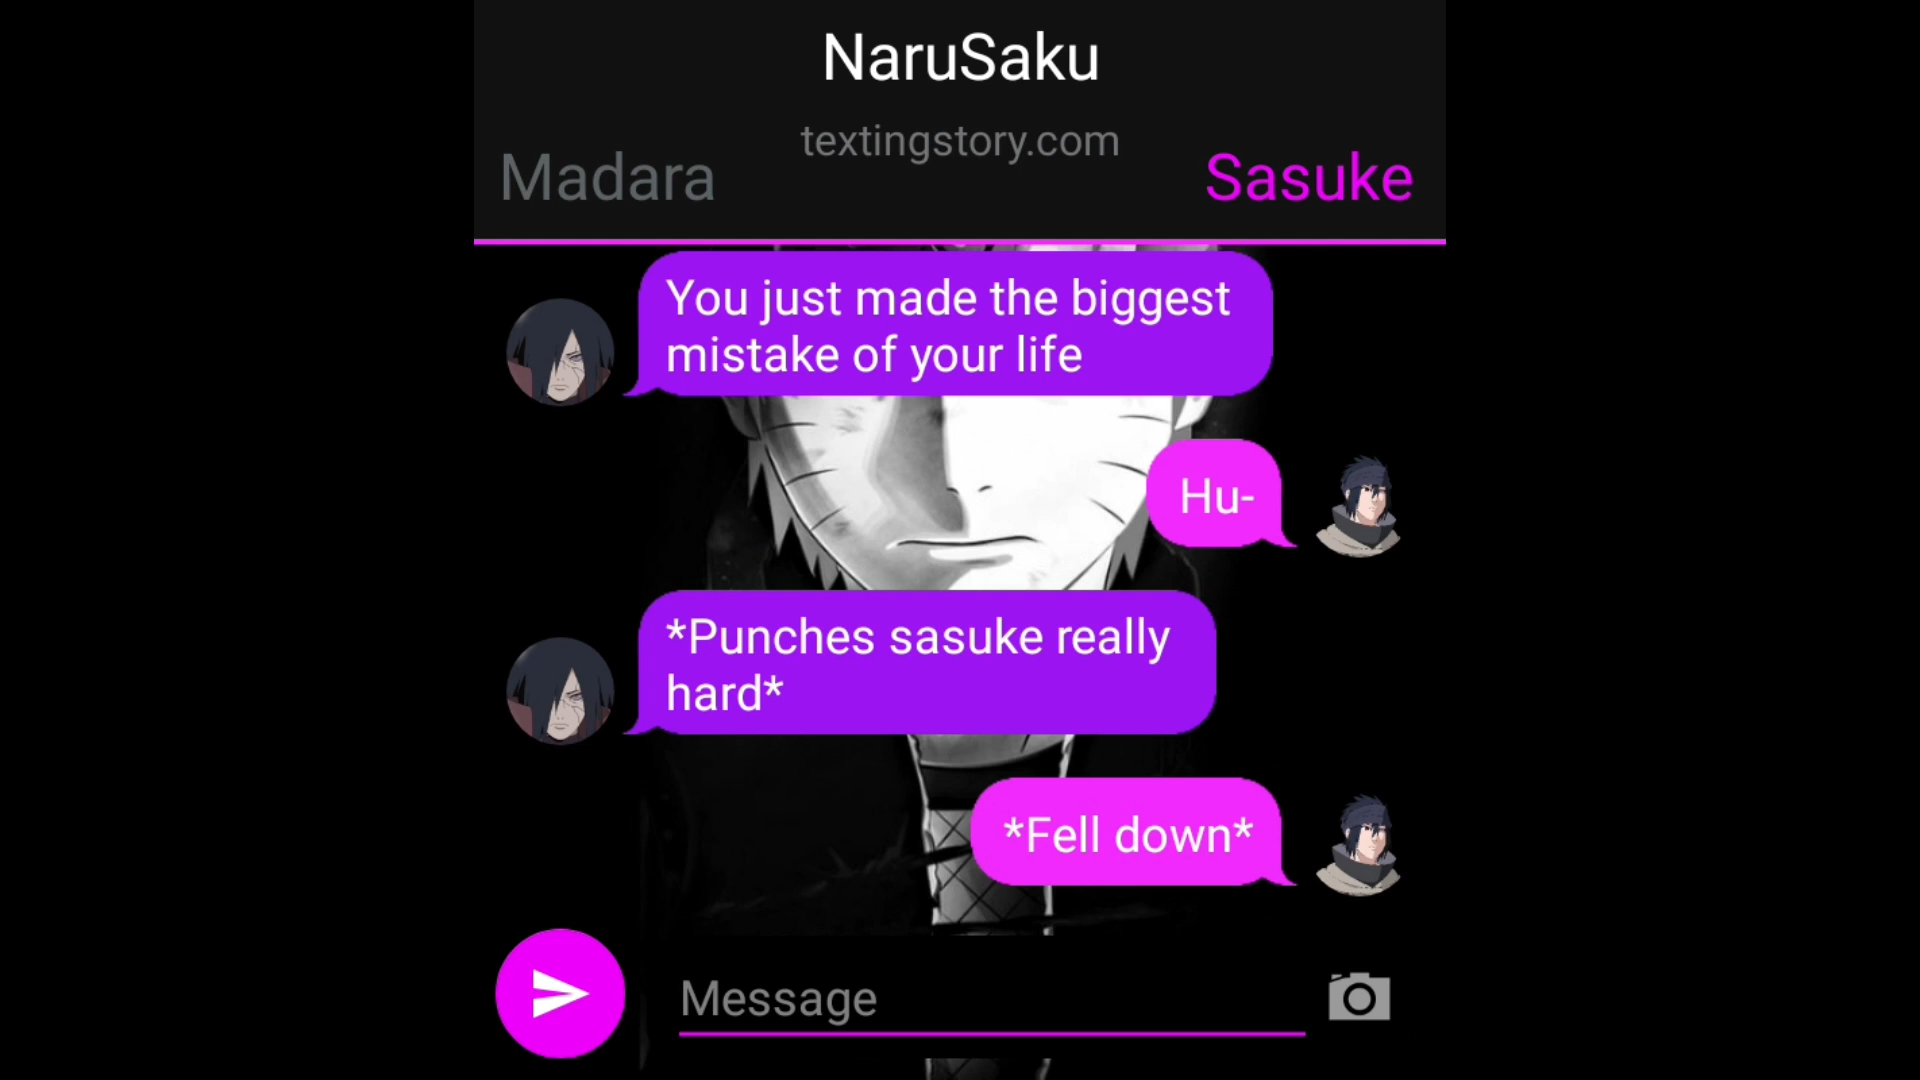 NaruSaku
textingstory.com
Madara
Sasuke
You just made the biggest
mistake of your life
Hu-
*Punches sasuke really
hard*
*Fell down*
Message